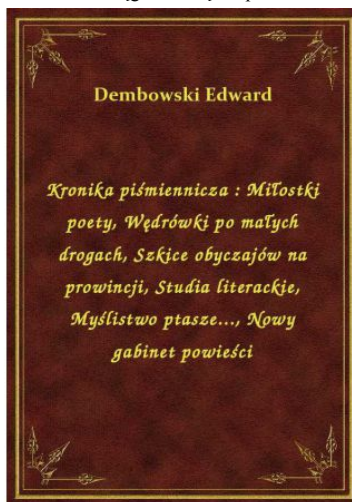 Dembowski Edward
Kronika piśmiennicza : Miłostki
poety, Wędrówki po małych
drogach, Szkice obyczajów na
prowincji, Studia literackie,
Myślistwo ptasze..., Nowy
gabinet powieści